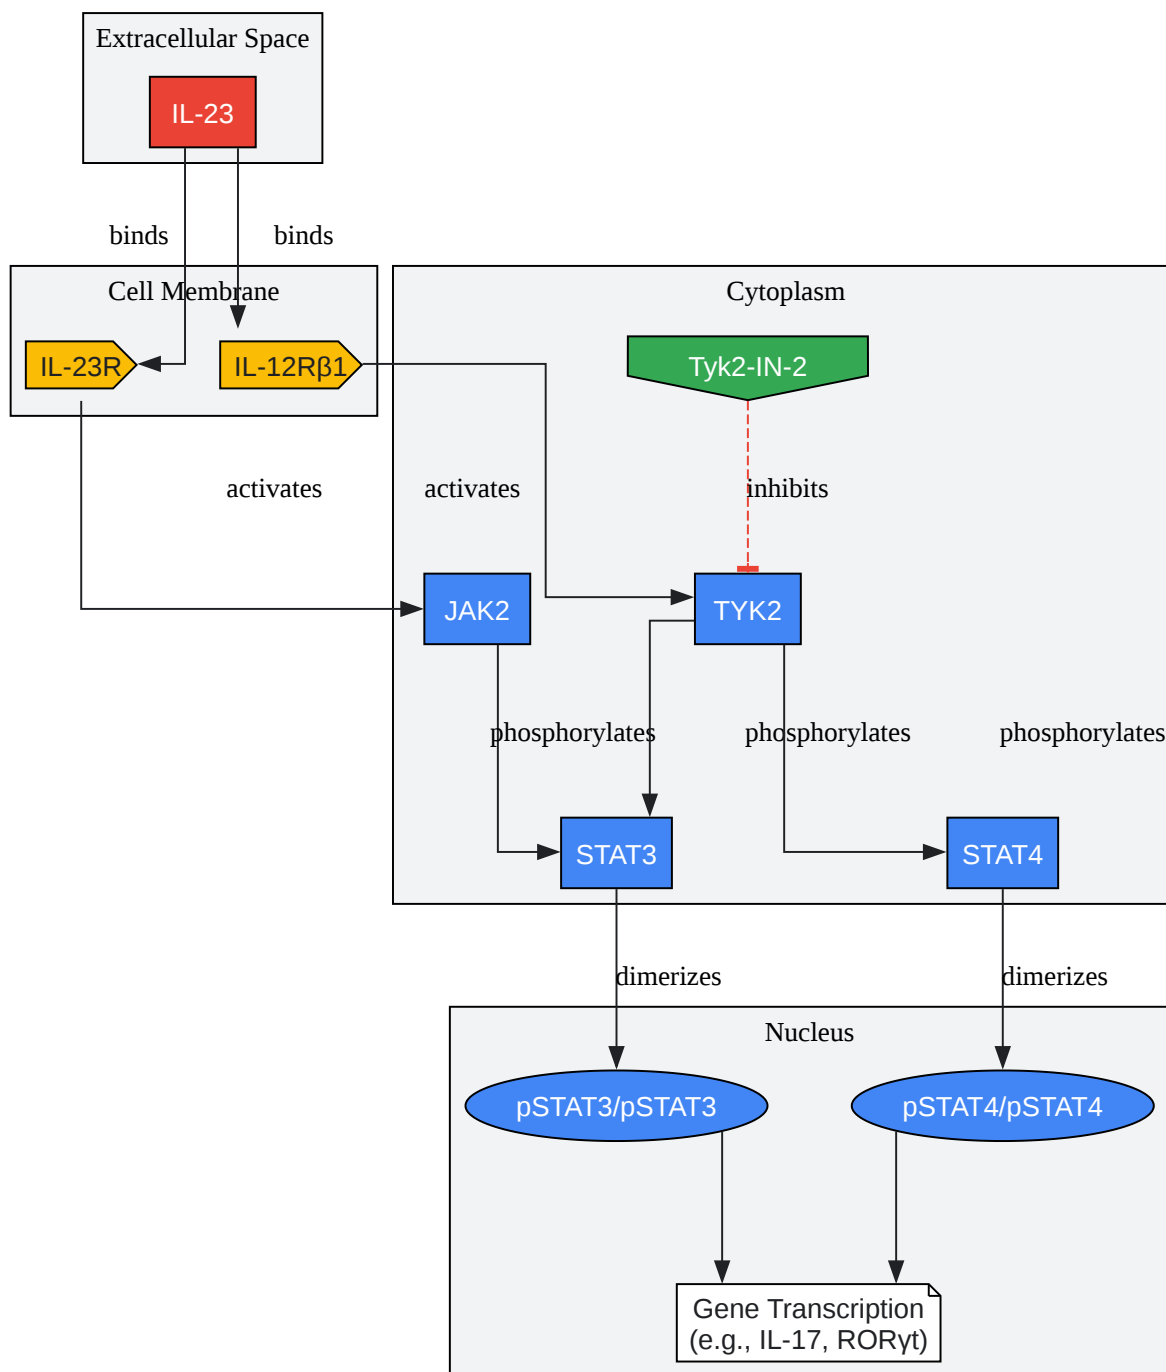 Extracellular Space
IL-23
binds
binds
Cell Membrane
Cytoplasm
IL-23R
IL-12Rβ1
Tyk2-IN-2
activates
activates
inhibits
JAK2
TYK2
phosphorylates
phosphorylates
phosphorylates
STAT3
STAT4
dimerizes
dimerizes
Nucleus
pSTAT3/pSTAT3
pSTAT4/pSTAT4
Gene Transcription
(e.g., IL-17, RORγt)